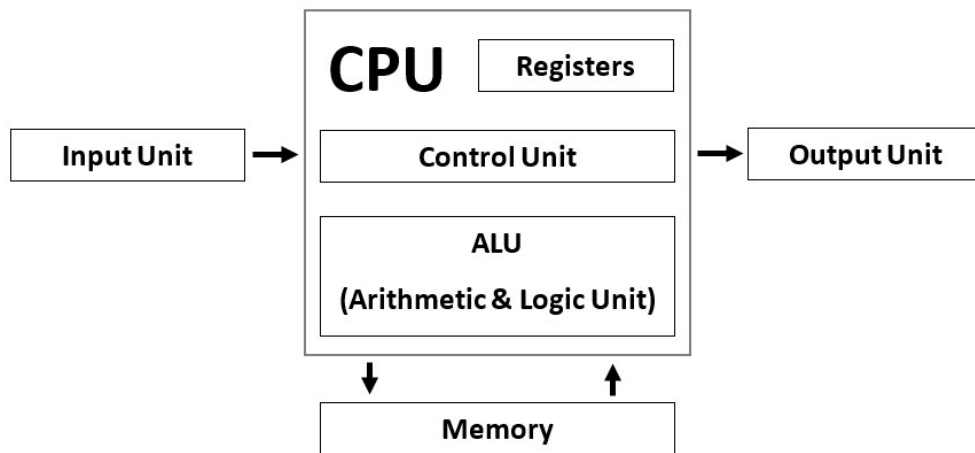 CPU
Registers
Input Unit
Control Unit
Output Unit
ALU
(Arithmetic & Logic Unit)
Memory